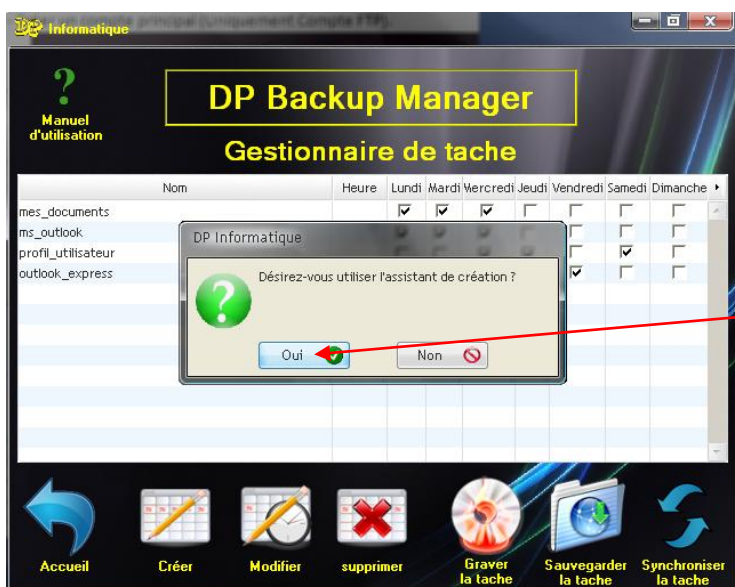 DP Informatique
Manuel
d'utilisation
DP Backup Manager
Gestionnaire de tache
Nom Heure Lundi Mardi Mercredi Jeudi Vendredi Samedi Dimanche
mes_documents
ms_outlook
profil_utilisateur
outlook_express
DP Informatique
Désirez-vous utiliser l'assistant de création ?
Oui Non
Accueil Créer Modifier supprimer Graver la tache Sauvegarder la tache Synchroniser la tache